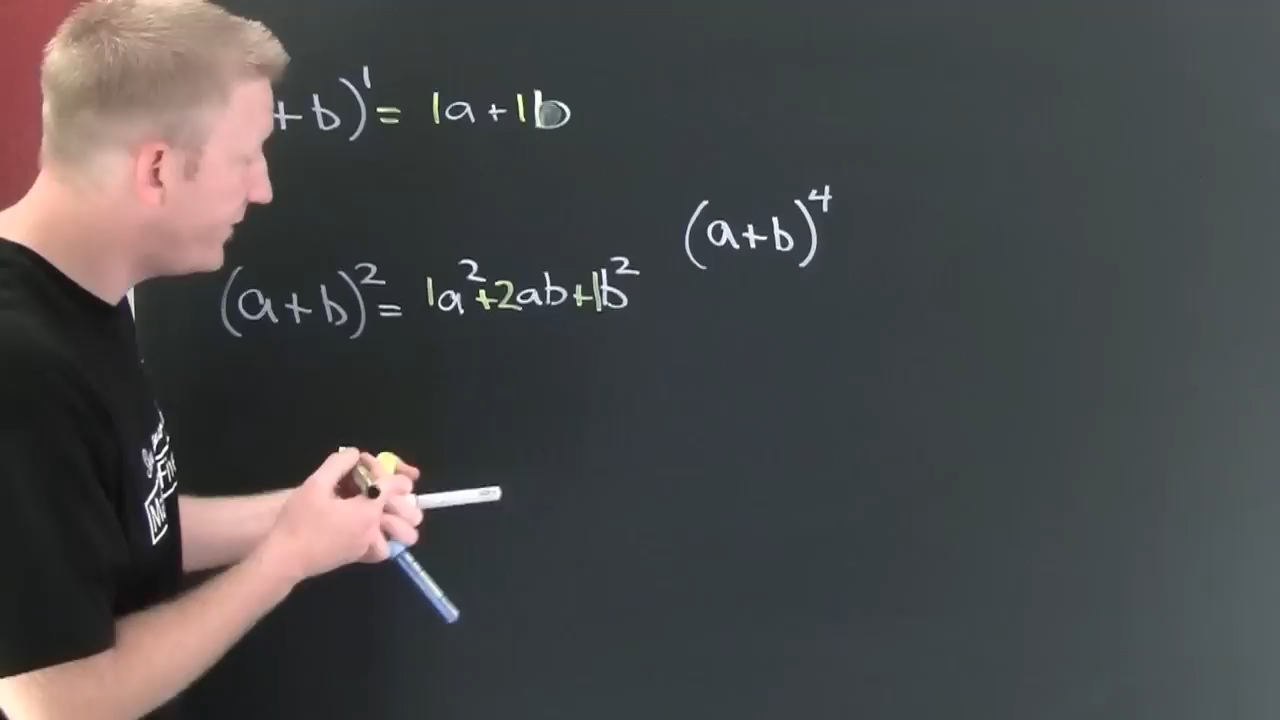 + b)¹ = 1a + 1b
(a+b)⁴
(a + b)² = 1a² + 2ab + 1b²